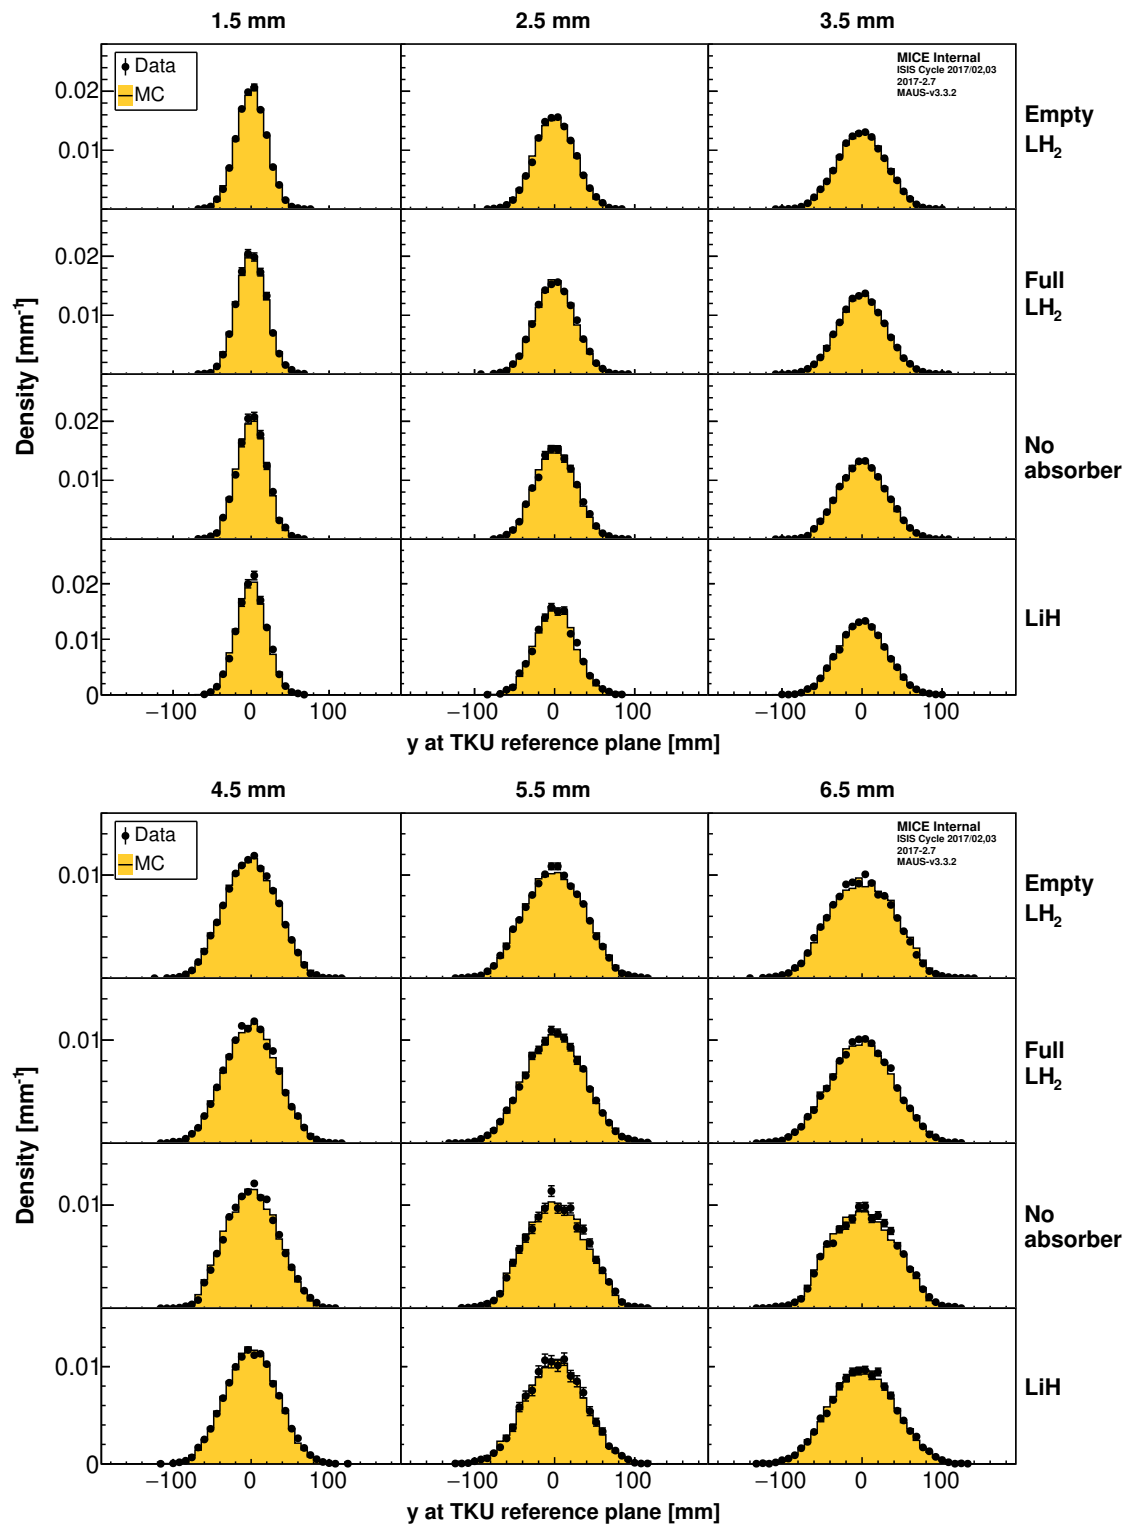 1.5 mm 2.5 mm 3.5 mm
Data
MC
MICE Internal
ISIS Cycle 2017/02,03
2017-2.7
MAUS-v3.3.2
0.02
0.01
Empty
LH2
0.02
0.01
Full
LH2
0.02
0.01
No
absorber
0.02
0.01
0
LiH
Density [mm-1]
−100 0 100 −100 0 100 −100 0 100
y at TKU reference plane [mm]
4.5 mm 5.5 mm 6.5 mm
Data
MC
MICE Internal
ISIS Cycle 2017/02,03
2017-2.7
MAUS-v3.3.2
0.01
Empty
LH2
0.01
Full
LH2
0.01
No
absorber
0.01
0
LiH
Density [mm-1]
−100 0 100 −100 0 100 −100 0 100
y at TKU reference plane [mm]